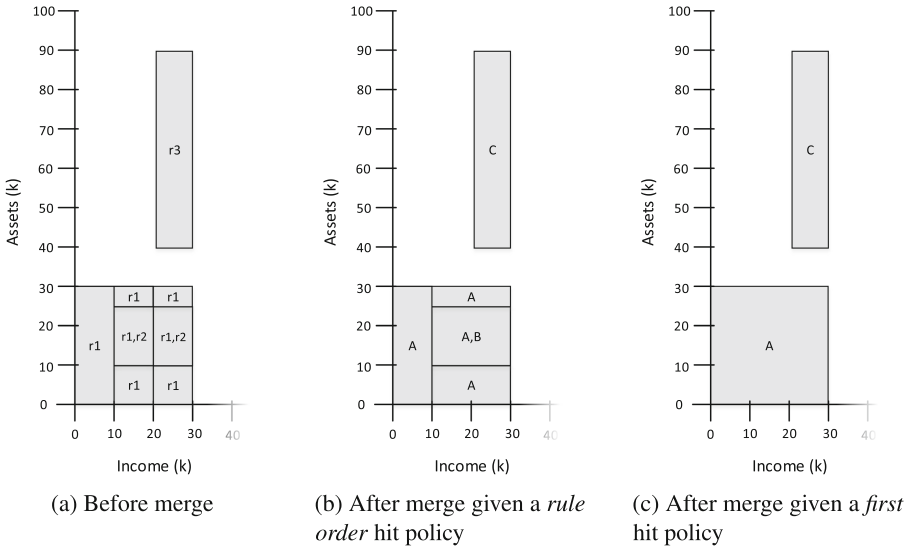 100
90
80
70
60
50
40
30
20
10
0
Assets (k)
r3
r1 r1
r1,r2 r1,r2
r1
r1 r1
0 10 20 30 40
Income (k)
(a) Before merge
100
90
80
70
60
50
40
30
20
10
0
Assets (k)
C
A
A,B
A
A
0 10 20 30 40
Income (k)
(b) After merge given a rule
order hit policy
100
90
80
70
60
50
40
30
20
10
0
Assets (k)
C
A
0 10 20 30 40
Income (k)
(c) After merge given a first
hit policy